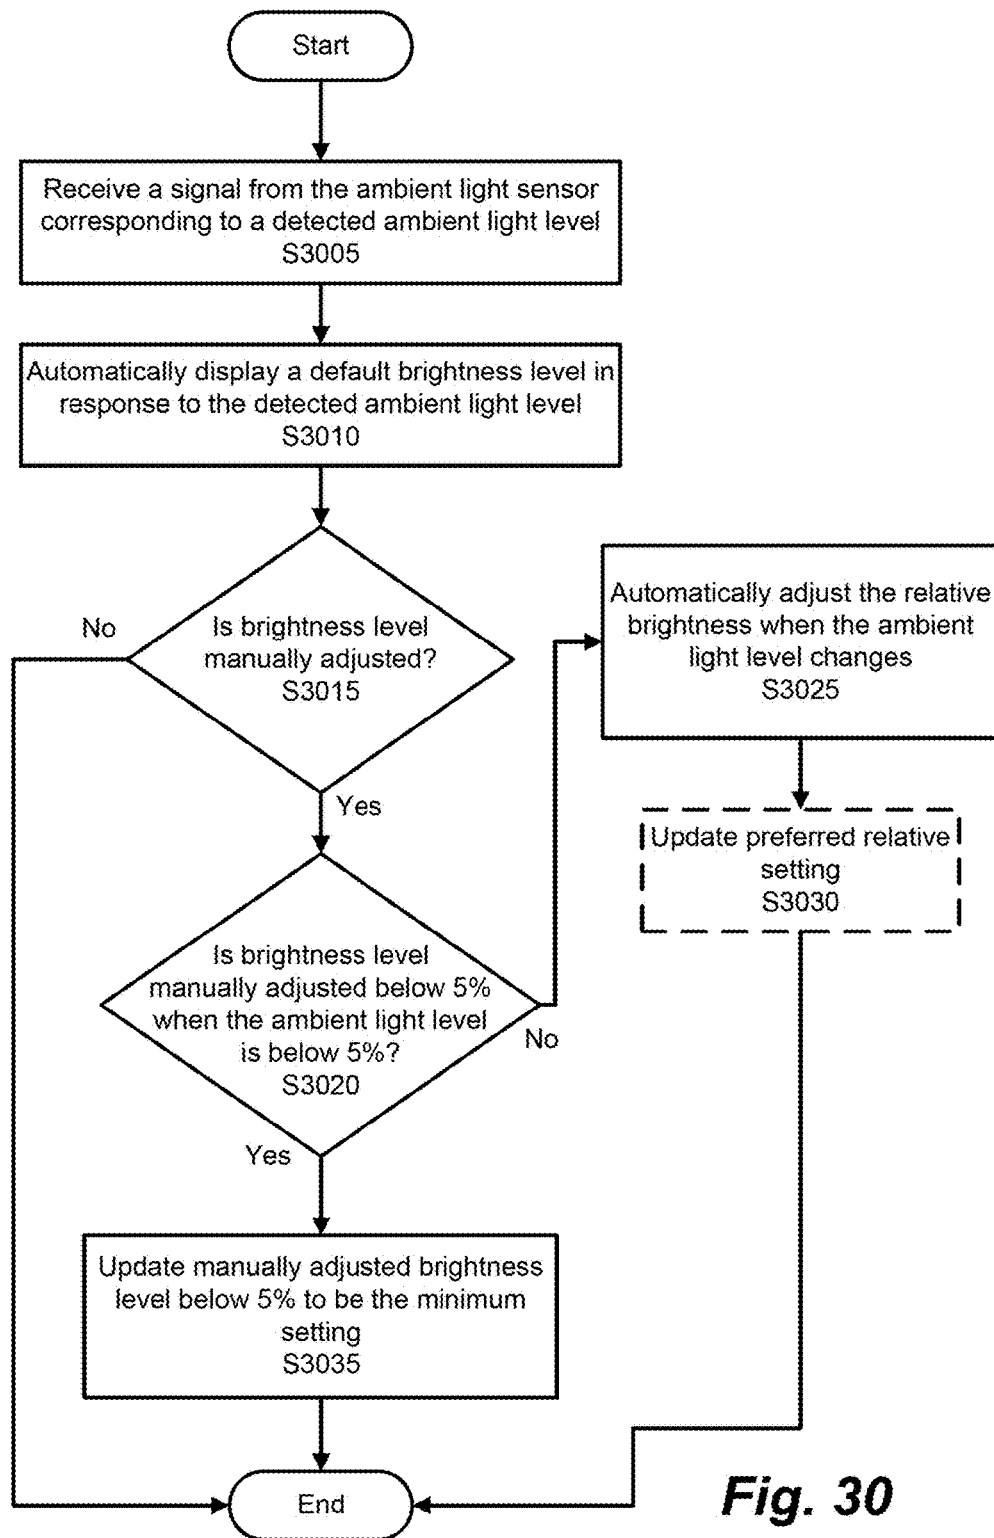 Start
Receive a signal from the ambient light sensor
corresponding to a detected ambient light level
S3005
Automatically display a default brightness level in
response to the detected ambient light level
S3010
No
Is brightness level
manually adjusted?
S3015
Yes
Automatically adjust the relative
brightness when the ambient
light level changes
S3025
Update preferred relative
setting
S3030
Is brightness level
manually adjusted below 5%
when the ambient light level
is below 5%?
S3020
No
Yes
Update manually adjusted brightness
level below 5% to be the minimum
setting
S3035
End
Fig. 30